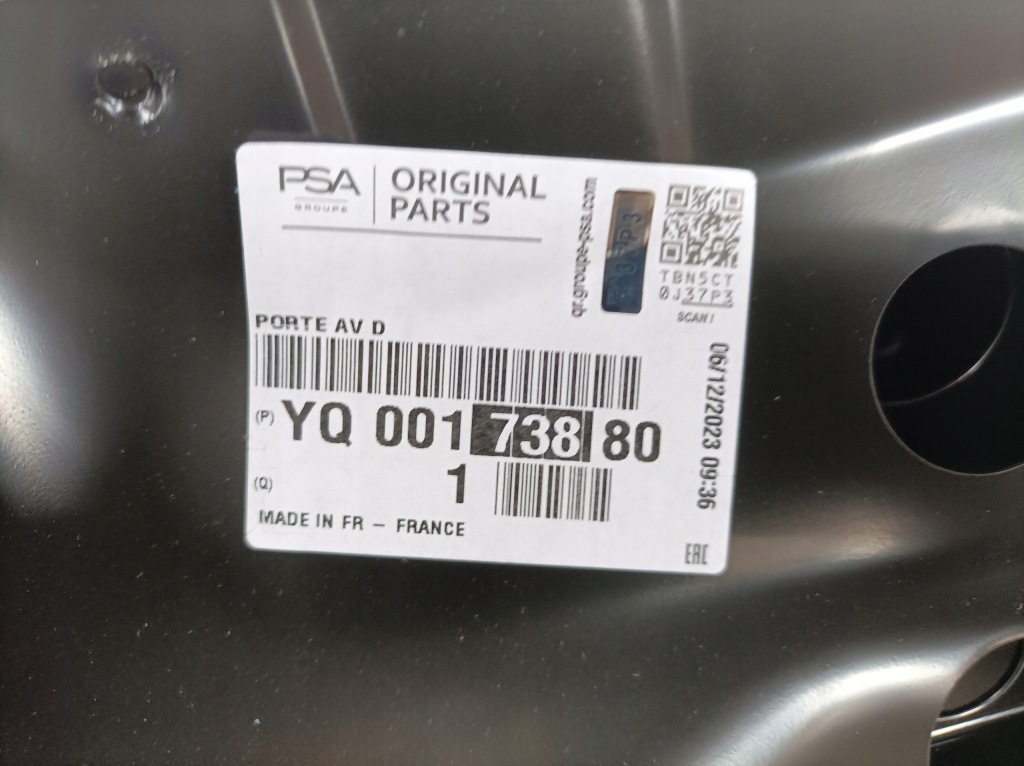 PSA
GROUPE
ORIGINAL
PARTS
qr.groupe-psa.com
37P3
TBN5CT
0J37P3
SCAN!
PORTE AV D
(P) YQ 001 738 80
(Q) 1
MADE IN FR – FRANCE
06/12/2023 09:36
EAC